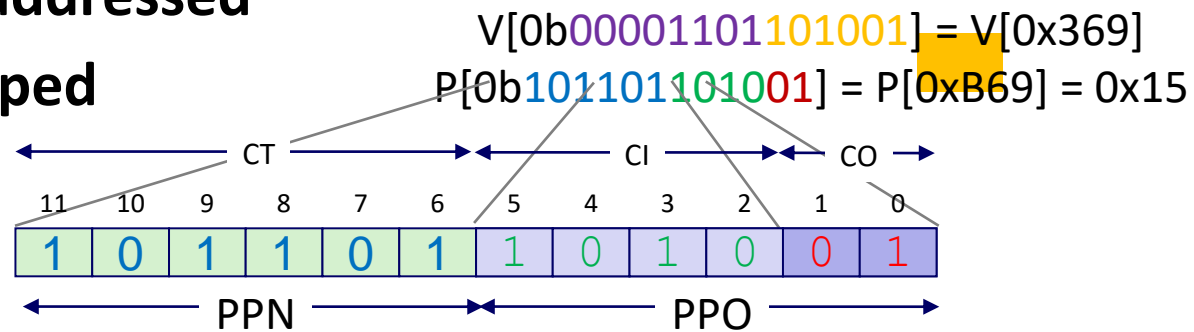 addressed
V[0b00001101101001] = V[0x369]
ped
P[0b101101101001] = P[0xB69] = 0x15
CT CI CO
11 10 9 8 7 6 5 4 3 2 1 0
1 0 1 1 0 1 1 0 1 0 0 1
PPN PPO